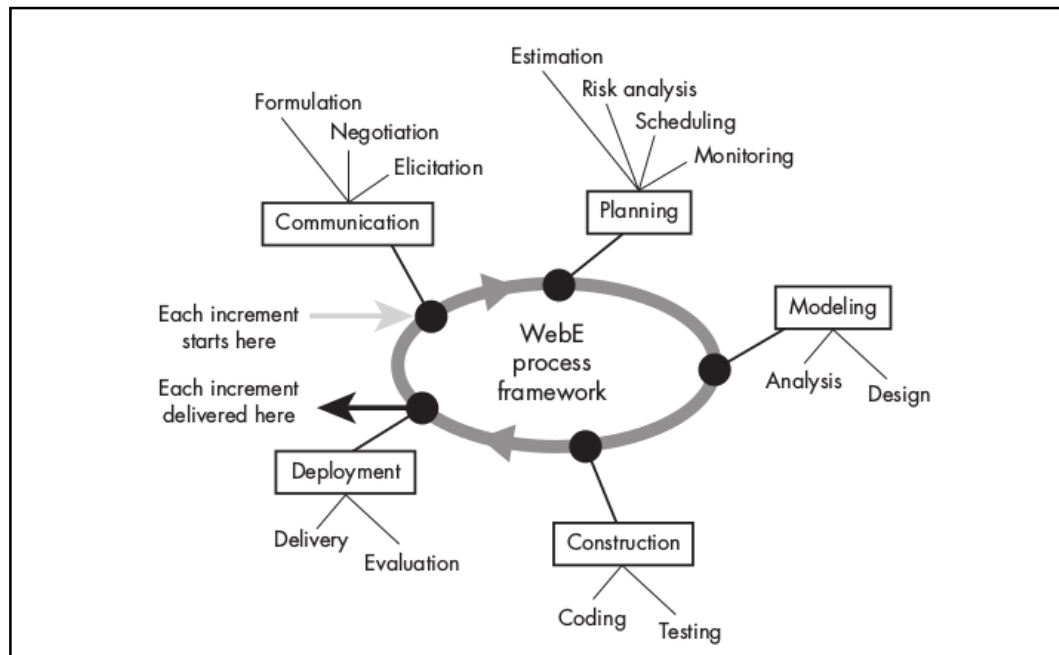 Estimation
Risk analysis
Scheduling
Monitoring
Planning
Formulation
Negotiation
Elicitation
Communication
Each increment
starts here
WebE
process
framework
Modeling
Analysis
Design
Each increment
delivered here
Deployment
Delivery
Evaluation
Construction
Coding
Testing